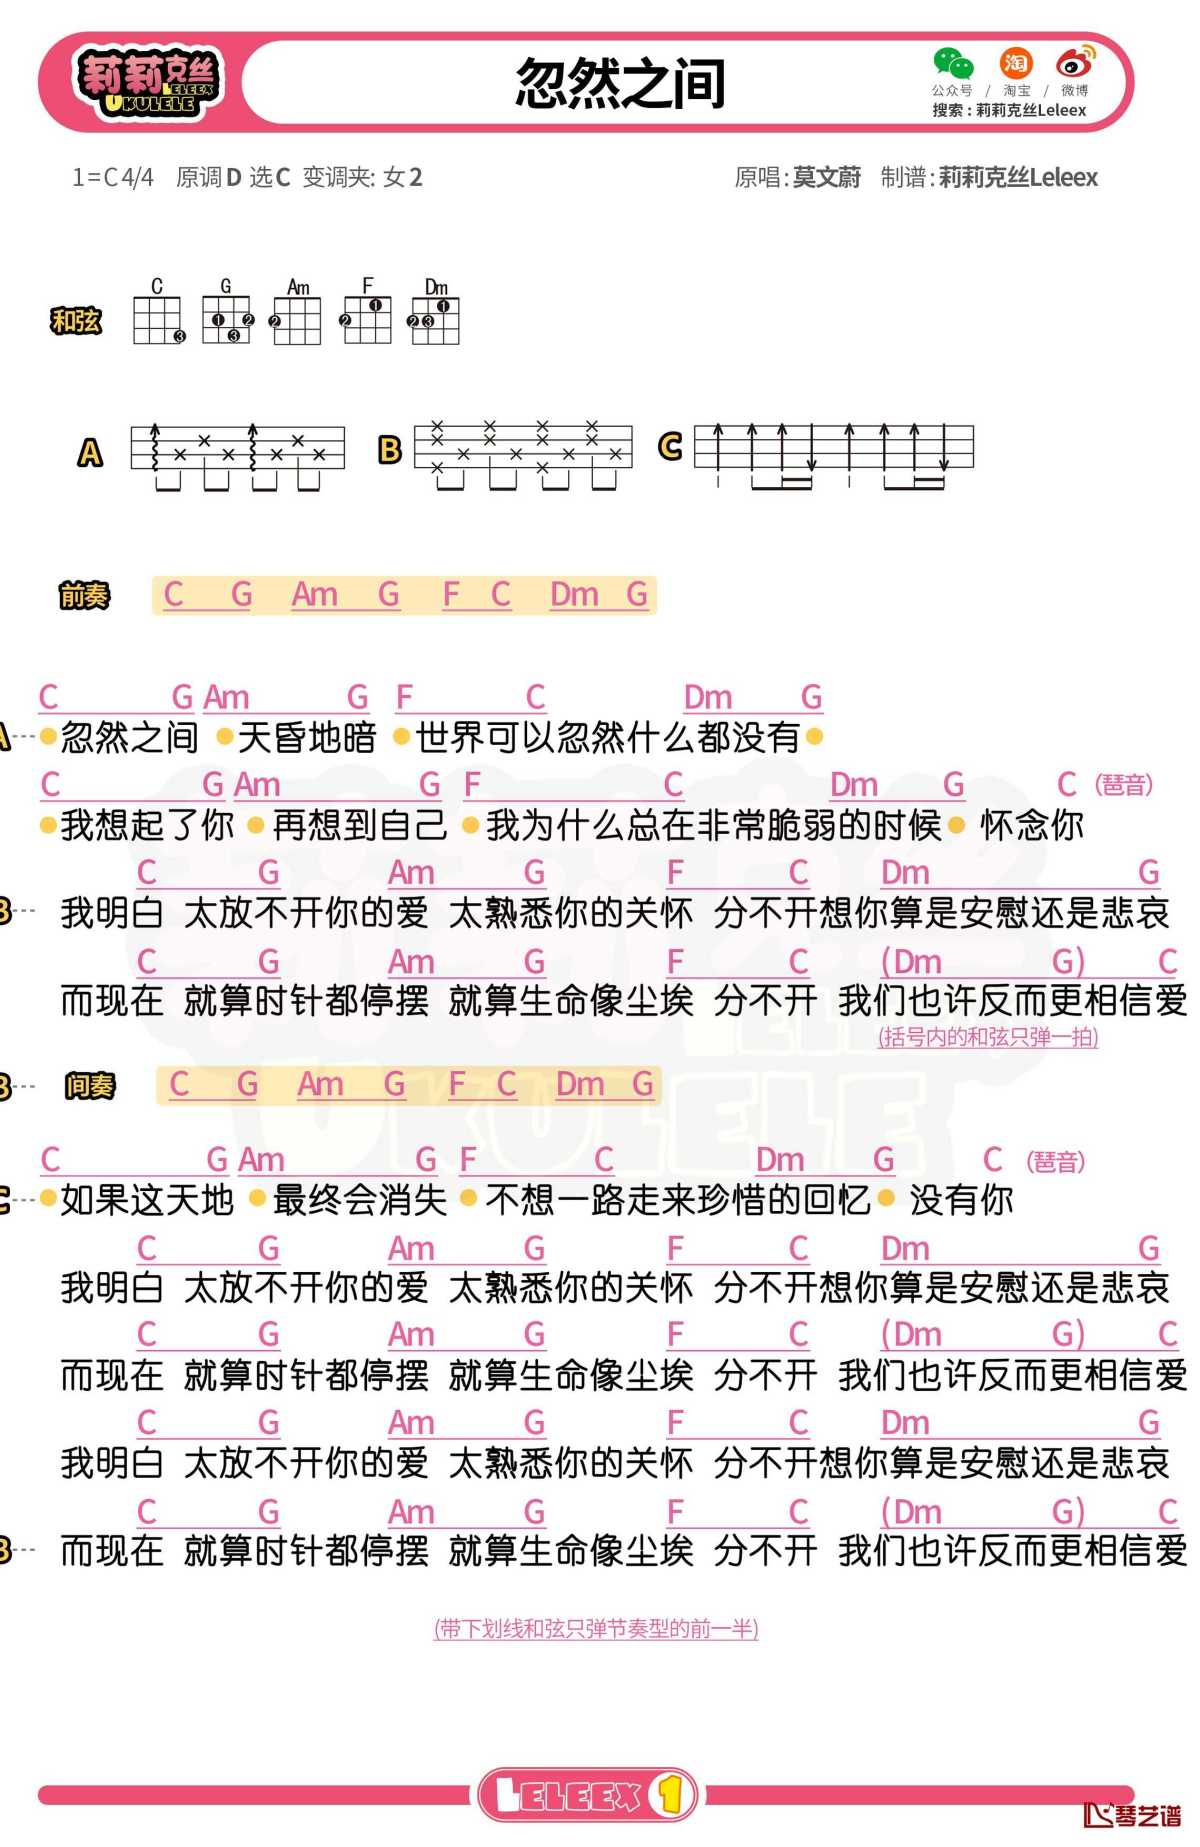 莉莉克丝
LELEEX
UKULELE
忽然之间
公众号 / 淘宝 / 微博
搜索：莉莉克丝Leleex
1=C 4/4 原调D 选C 变调夹: 女2
原唱:莫文蔚 制谱:莉莉克丝Leleex
C G Am F Dm
和弦
A B C
前奏 C G Am G F C Dm G
C G Am G F C Dm G
A 忽然之间 天昏地暗 世界可以忽然什么都没有
C G Am G F C Dm G C（琶音）
我想起了你 再想到自己 我为什么总在非常脆弱的时候 怀念你
C G Am G F C Dm G
B 我明白 太放不开你的爱 太熟悉你的关怀 分不开想你算是安慰还是悲哀
C G Am G F C (Dm G) C
而现在 就算时针都停摆 就算生命像尘埃 分不开 我们也许反而更相信爱
(括号内的和弦只弹一拍)
B 间奏 C G Am G F C Dm G
C G Am G F C Dm G C（琶音）
C 如果这天地 最终会消失 不想一路走来珍惜的回忆 没有你
C G Am G F C Dm G
我明白 太放不开你的爱 太熟悉你的关怀 分不开想你算是安慰还是悲哀
C G Am G F C (Dm G) C
而现在 就算时针都停摆 就算生命像尘埃 分不开 我们也许反而更相信爱
C G Am G F C Dm G
我明白 太放不开你的爱 太熟悉你的关怀 分不开想你算是安慰还是悲哀
C G Am G F C (Dm G) C
B 而现在 就算时针都停摆 就算生命像尘埃 分不开 我们也许反而更相信爱
(带下划线和弦只弹节奏型的前一半)
LELEEX 1
琴艺谱